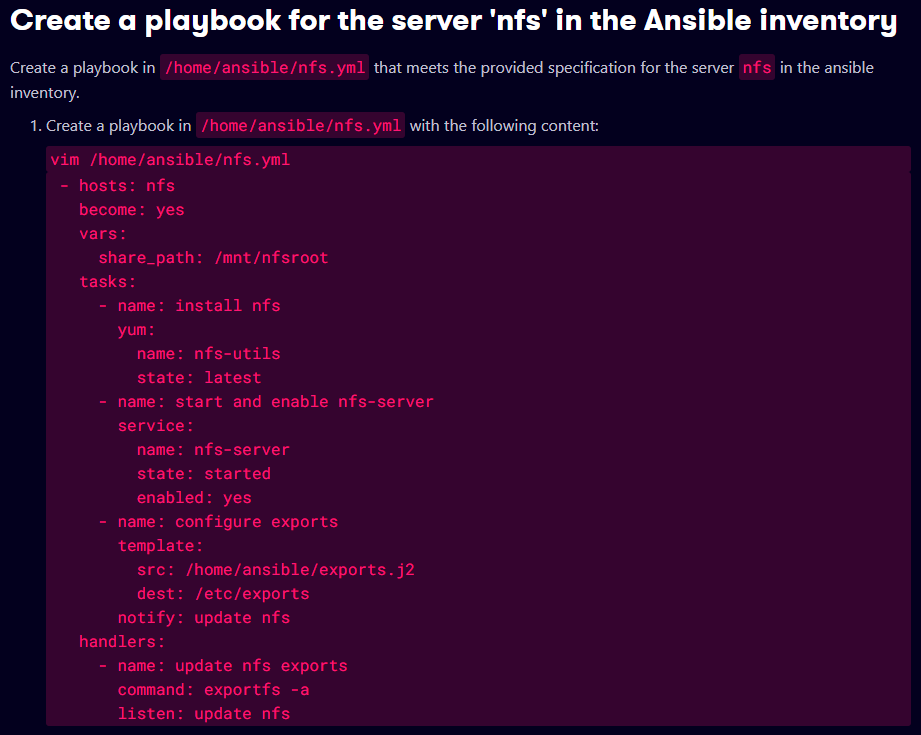 Create a playbook for the server 'nfs' in the Ansible inventory
Create a playbook in /home/ansible/nfs.yml that meets the provided specification for the server nfs in the ansible
inventory.
1. Create a playbook in /home/ansible/nfs.yml with the following content:
vim /home/ansible/nfs.yml
- hosts: nfs
become: yes
vars:
share_path: /mnt/nfsroot
tasks:
- name: install nfs
yum:
name: nfs-utils
state: latest
- name: start and enable nfs-server
service:
name: nfs-server
state: started
enabled: yes
- name: configure exports
template:
src: /home/ansible/exports.j2
dest: /etc/exports
notify: update nfs
handlers:
- name: update nfs exports
command: exportfs -a
listen: update nfs